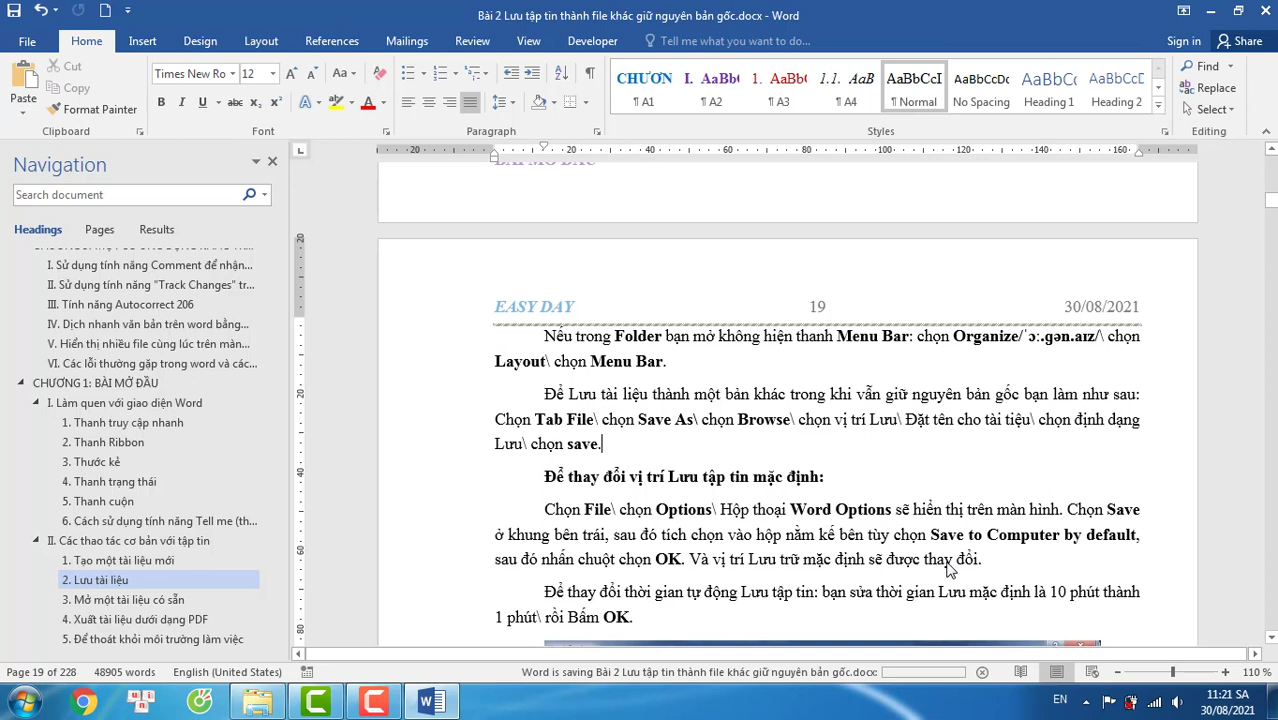 Bài 2 Lưu tập tin thành file khác giữ nguyên bản gốc.docx - Word
File Home Insert Design Layout References Mailings Review View Developer Tell me what you want to do... Sign in Share
Paste Cut Copy Format Painter
Times New Ro 12
CHƯƠN I. AaBbC 1. AaBbC 1.1. AaB AaBbCcI AaBbCcDc AaBbC AaBbCcI
¶ A1 ¶ A2 ¶ A3 ¶ A4 ¶ Normal ¶ No Spacing Heading 1 Heading 2
Find Replace Select
Clipboard Font Paragraph Styles Editing
Navigation
Search document
Headings Pages Results
I. Sử dụng tính năng Comment để nhận...
II. Sử dụng tính năng "Track Changes" tr...
III. Tính năng Autocorrect 206
IV. Dịch nhanh văn bản trên word bằng...
V. Hiển thị nhiều file cùng lúc trên màn...
VI. Các lỗi thường gặp trong word và các...
CHƯƠNG 1: BÀI MỞ ĐẦU
I. Làm quen với giao diện Word
1. Thanh truy cập nhanh
2. Thanh Ribbon
3. Thước kẻ
4. Thanh trạng thái
5. Thanh cuộn
6. Cách sử dụng tính năng Tell me (th...
II. Các thao tác cơ bản với tập tin
1. Tạo một tài liệu mới
2. Lưu tài liệu
3. Mở một tài liệu có sẵn
4. Xuất tài liệu dưới dạng PDF
5. Để thoát khỏi môi trường làm việc
20 20 40 60 80 100 120 140 160
EASY DAY 19 30/08/2021
Nếu trong Folder bạn mở không hiện thanh Menu Bar: chọn Organize/ˈɔː.ɡən.aɪz/\ chọn
Layout\ chọn Menu Bar.
Để Lưu tài liệu thành một bản khác trong khi vẫn giữ nguyên bản gốc bạn làm như sau:
Chọn Tab File\ chọn Save As\ chọn Browse\ chọn vị trí Lưu\ Đặt tên cho tài tiệu\ chọn định dạng
Lưu\ chọn save.
Để thay đổi vị trí Lưu tập tin mặc định:
Chọn File\ chọn Options\ Hộp thoại Word Options sẽ hiển thị trên màn hình. Chọn Save
ở khung bên trái, sau đó tích chọn vào hộp nằm kế bên tùy chọn Save to Computer by default,
sau đó nhấn chuột chọn OK. Và vị trí Lưu trữ mặc định sẽ được thay đổi.
Để thay đổi thời gian tự động Lưu tập tin: bạn sửa thời gian Lưu mặc định là 10 phút thành
1 phút\ rồi Bấm OK.
Page 19 of 228 48905 words English (United States) Word is saving Bài 2 Lưu tập tin thành file khác giữ nguyên bản gốc.docx: 110 %
EN 11:21 SA
30/08/2021